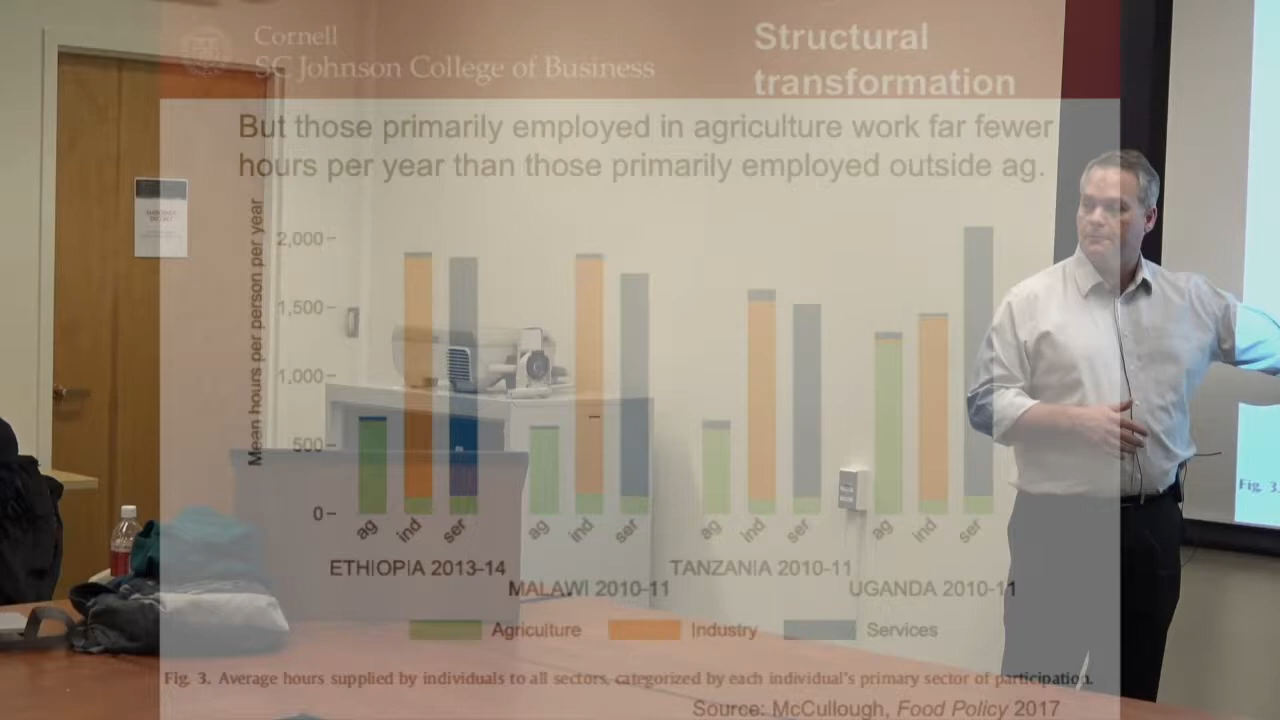 Cornell
SC Johnson College of Business
Structural
transformation
But those primarily employed in agriculture work far fewer
hours per year than those primarily employed outside ag.
Mean hours per person per year
2,000
1,500
1,000
500
0
ag ind ser
ag ind ser
ag ind ser
ag ind ser
ETHIOPIA 2013-14
MALAWI 2010-11
TANZANIA 2010-11
UGANDA 2010-11
Agriculture Industry Services
Fig. 3. Average hours supplied by individuals to all sectors, categorized by each individual's primary sector of participation.
Source: McCullough, Food Policy 2017
Fig. 3.